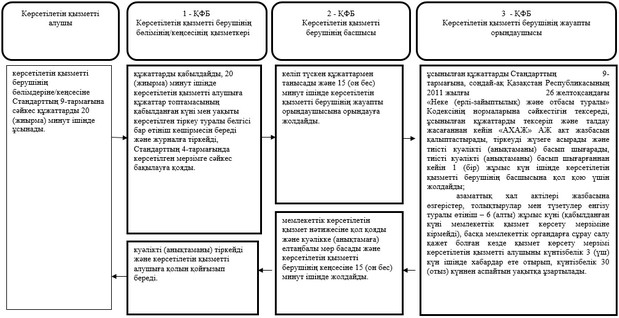 Көрсетілетін қызметті
алушы
1 - ҚФБ
Көрсетілетін қызметті берушінің
бөлімінің/кеңсесінің қызметкері
2 - ҚФБ
Көрсетілетін қызметті
берушінің басшысы
3 - ҚФБ
Көрсетілетін қызметті берушінің жауапты
орындаушысы
көрсетілетін қызметті
берушінің
бөлімдеріне/кеңсесіне
Стандарттың 9-тармағына
сәйкес құжаттарды 20
(жиырма) минут ішінде
ұсынады.
құжаттарды қабылдайды, 20
(жиырма) минут ішінде
көрсетілетін қызметті алушыға
құжаттар топтамасының
қабылданған күні мен уақыты
көрсетілген тіркеу туралы белгісі
бар өтініш көшірмесін береді
және журналға тіркейді,
Стандарттың 4-тармағында
көрсетілген мерзімге сәйкес
бақылауға қояды.
келіп түскен құжаттармен
танысады және 15 (он бес)
минут ішінде көрсетілетін
қызметті берушінің жауапты
орындаушысына орындауға
жолдайды.
ұсынылған құжаттарды Стандарттың 9-
тармағына, сондай-ақ Қазақстан Республикасының
2011 жылғы 26 желтоқсандағы
«Неке (ерлі-зайыптылық) және отбасы туралы»
Кодексінің нормаларына сәйкестігін тексереді,
ұсынылған құжаттарды тексеріп және талдау
жасағаннан кейін «АХАЖ» АЖ акт жазбасын
қалыптастырады, тіркеуді жүзеге асырады және
тиісті куәлікті (анықтаманы) басып шығарады,
тиісті куәлікті (анықтаманы) басып шығарғаннан
кейін 1 (бір) жұмыс күн ішінде көрсетілетін
қызметті берушінің басшысына қол қою үшін
жолдайды;
азаматтық хал актілері жазбасына
өзгерістер, толықтырулар мен түзетулер енгізу
туралы өтініш – 6 (алты) жұмыс күні (қабылданған
күні мемлекеттік қызмет көрсету мерзіміне
кірмейді), басқа мемлекеттік органдарға сұрау салу
қажет болған кезде қызмет көрсету мерзімі
көрсетілетін қызметті алушыны күнтізбелік 3 (үш)
күн ішінде хабардар ете отырып, күнтізбелік 30
(отыз) күннен аспайтын уақытқа ұзартылады.
мемлекеттік көрсетілетін
қызмет нәтижесіне қол қояды
және куәлікке (анықтамаға)
елтаңбалы мөр басады және
көрсетілетін қызметті
берушінің кеңсесіне 15 (он бес)
минут ішінде жолдайды.
куәлікті (анықтаманы) тіркейді
және көрсетілетін қызметті
алушыға қолын қойғызып
береді.